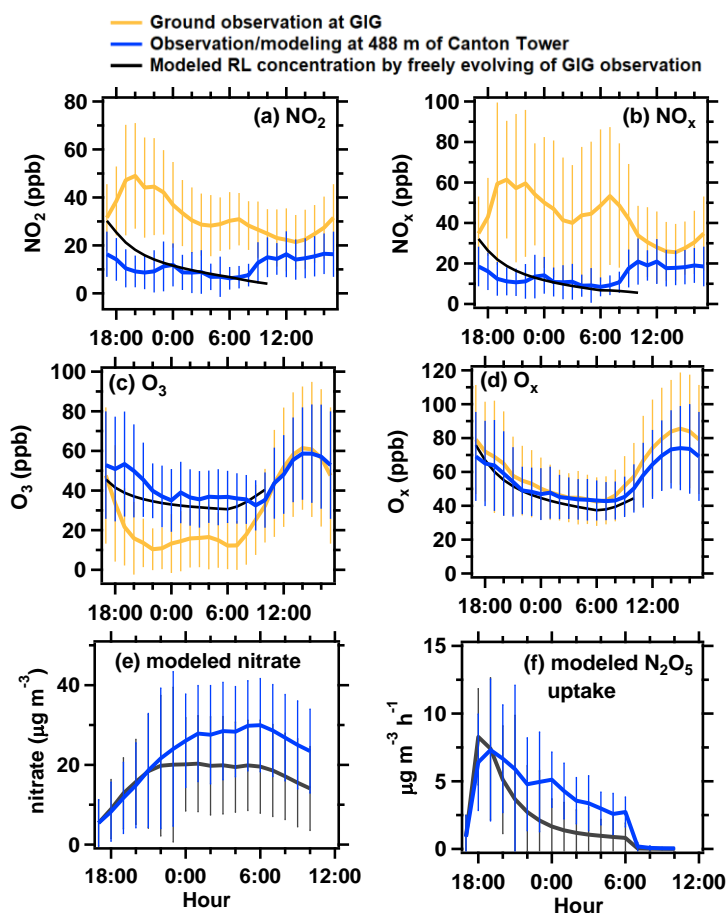 Ground observation at GIG
Observation/modeling at 488 m of Canton Tower
Modeled RL concentration by freely evolving of GIG observation
80
60
40
20
0
NO2 (ppb)
(a) NO2
18:00 0:00 6:00 12:00
100
80
60
40
20
0
NOx (ppb)
(b) NOx
18:00 0:00 6:00 12:00
100
80
60
40
20
0
O3 (ppb)
(c) O3
18:00 0:00 6:00 12:00
120
100
80
60
40
20
0
Ox (ppb)
(d) Ox
18:00 0:00 6:00 12:00
40
20
0
nitrate (μg m−3)
(e) modeled nitrate
18:00 0:00 6:00 12:00
Hour
15
10
5
0
μg m−3 h−1
(f) modeled N2O5
uptake
18:00 0:00 6:00 12:00
Hour